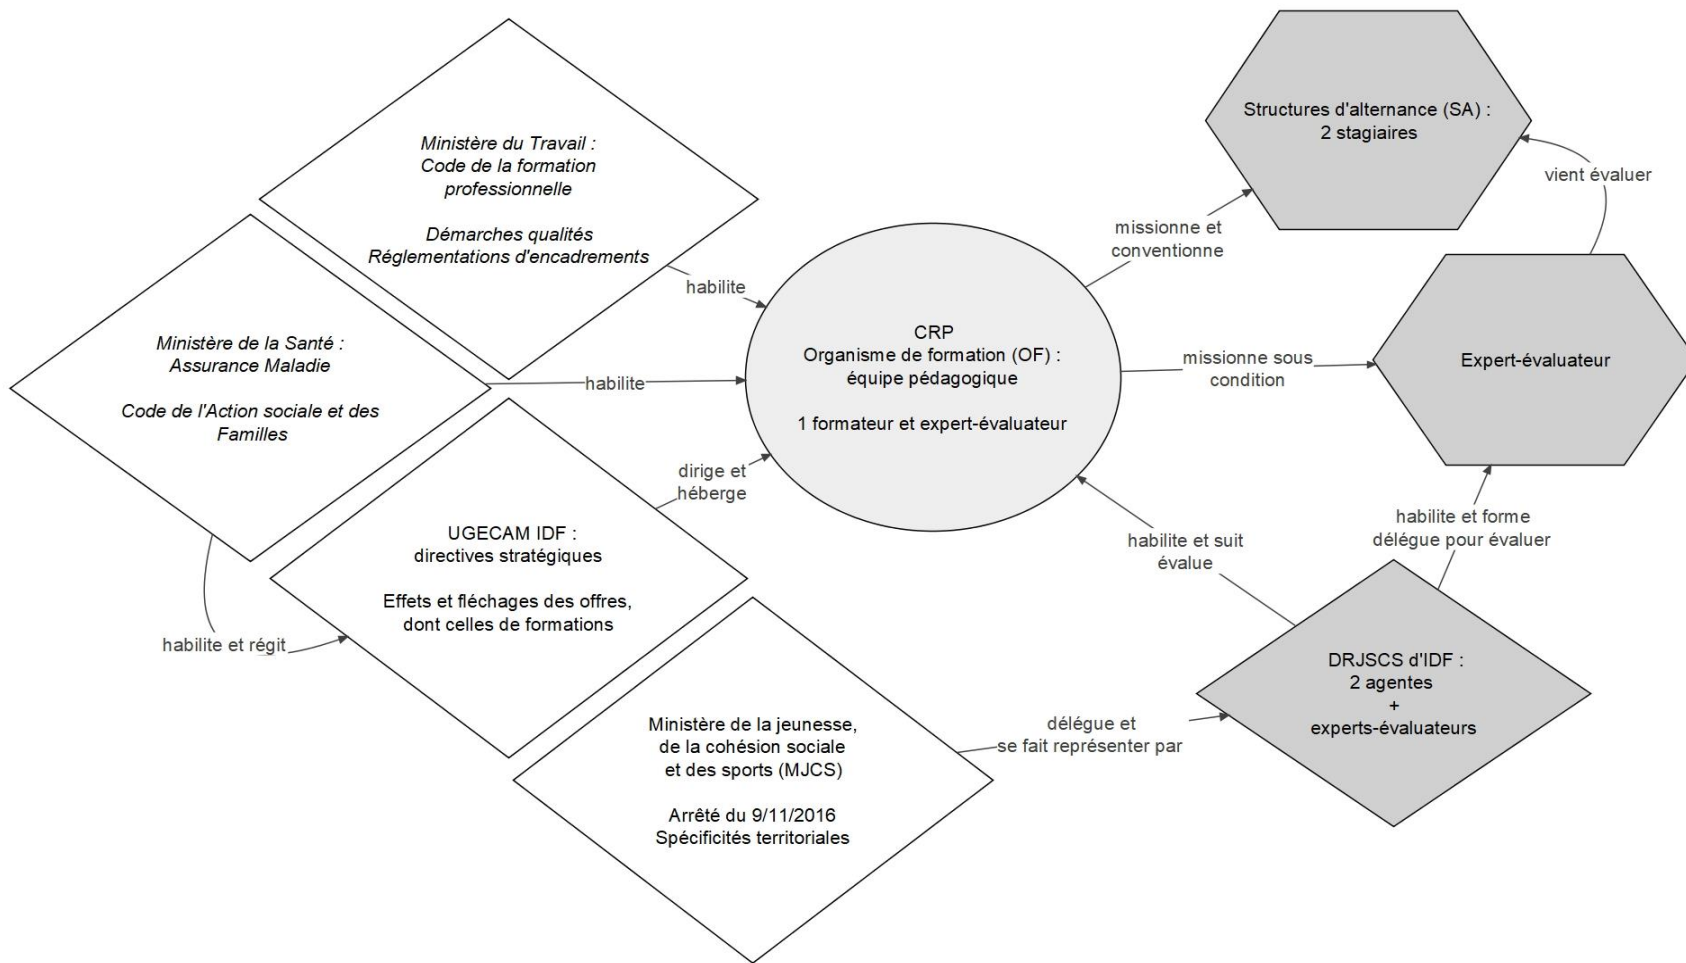 Structures d'alternance (SA) :
2 stagiaires
Ministère du Travail :
Code de la formation
professionnelle
Démarches qualités
Réglementations d'encadrements
vient évaluer
missionne et
conventionne
habilite
Ministère de la Santé :
Assurance Maladie
Code de l'Action sociale et des
Familles
habilite
CRP
Organisme de formation (OF) :
équipe pédagogique
1 formateur et expert-évaluateur
missionne sous
condition
Expert-évaluateur
dirige et
héberge
UGECAM IDF :
directives stratégiques
Effets et fléchages des offres,
dont celles de formations
habilite et régit
habilite et suit
évalue
habilite et forme
délégue pour évaluer
DRJSCS d'IDF :
2 agentes
+
experts-évaluateurs
Ministère de la jeunesse,
de la cohésion sociale
et des sports (MJCS)
Arrêté du 9/11/2016
Spécificités territoriales
délégue et
se fait représenter par